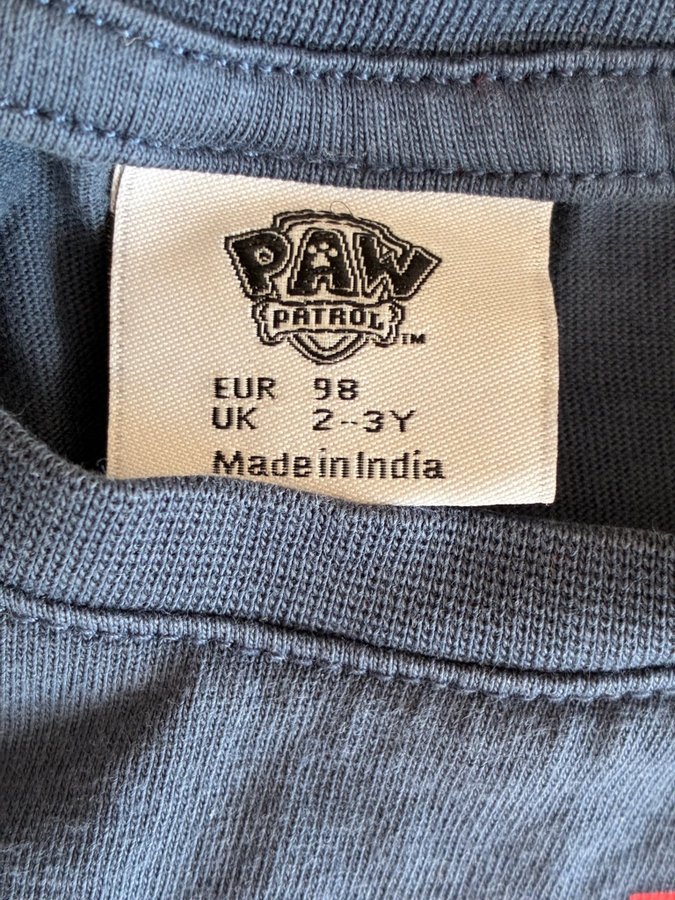 PAW
PATROL
TM
EUR 98
UK 2--3Y
Made in India